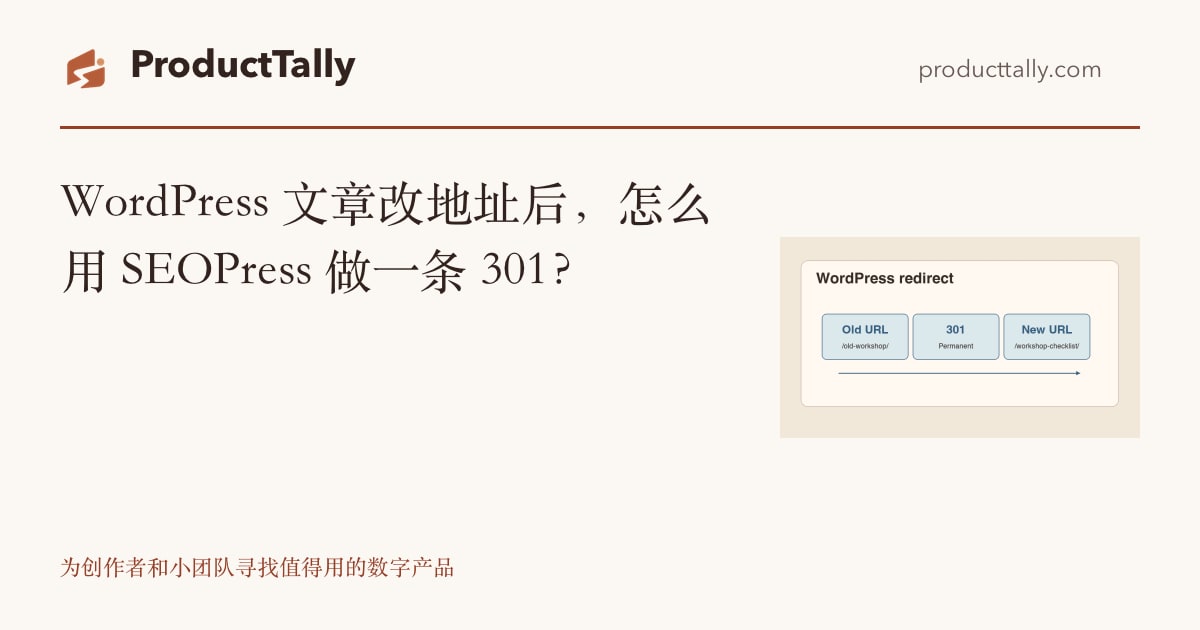 ProductTally
producttally.com
WordPress 文章改地址后，怎么
用 SEOPress 做一条 301？
WordPress redirect
Old URL
/old-workshop/
301
Permanent
New URL
/workshop-checklist/
为创作者和小团队寻找值得用的数字产品